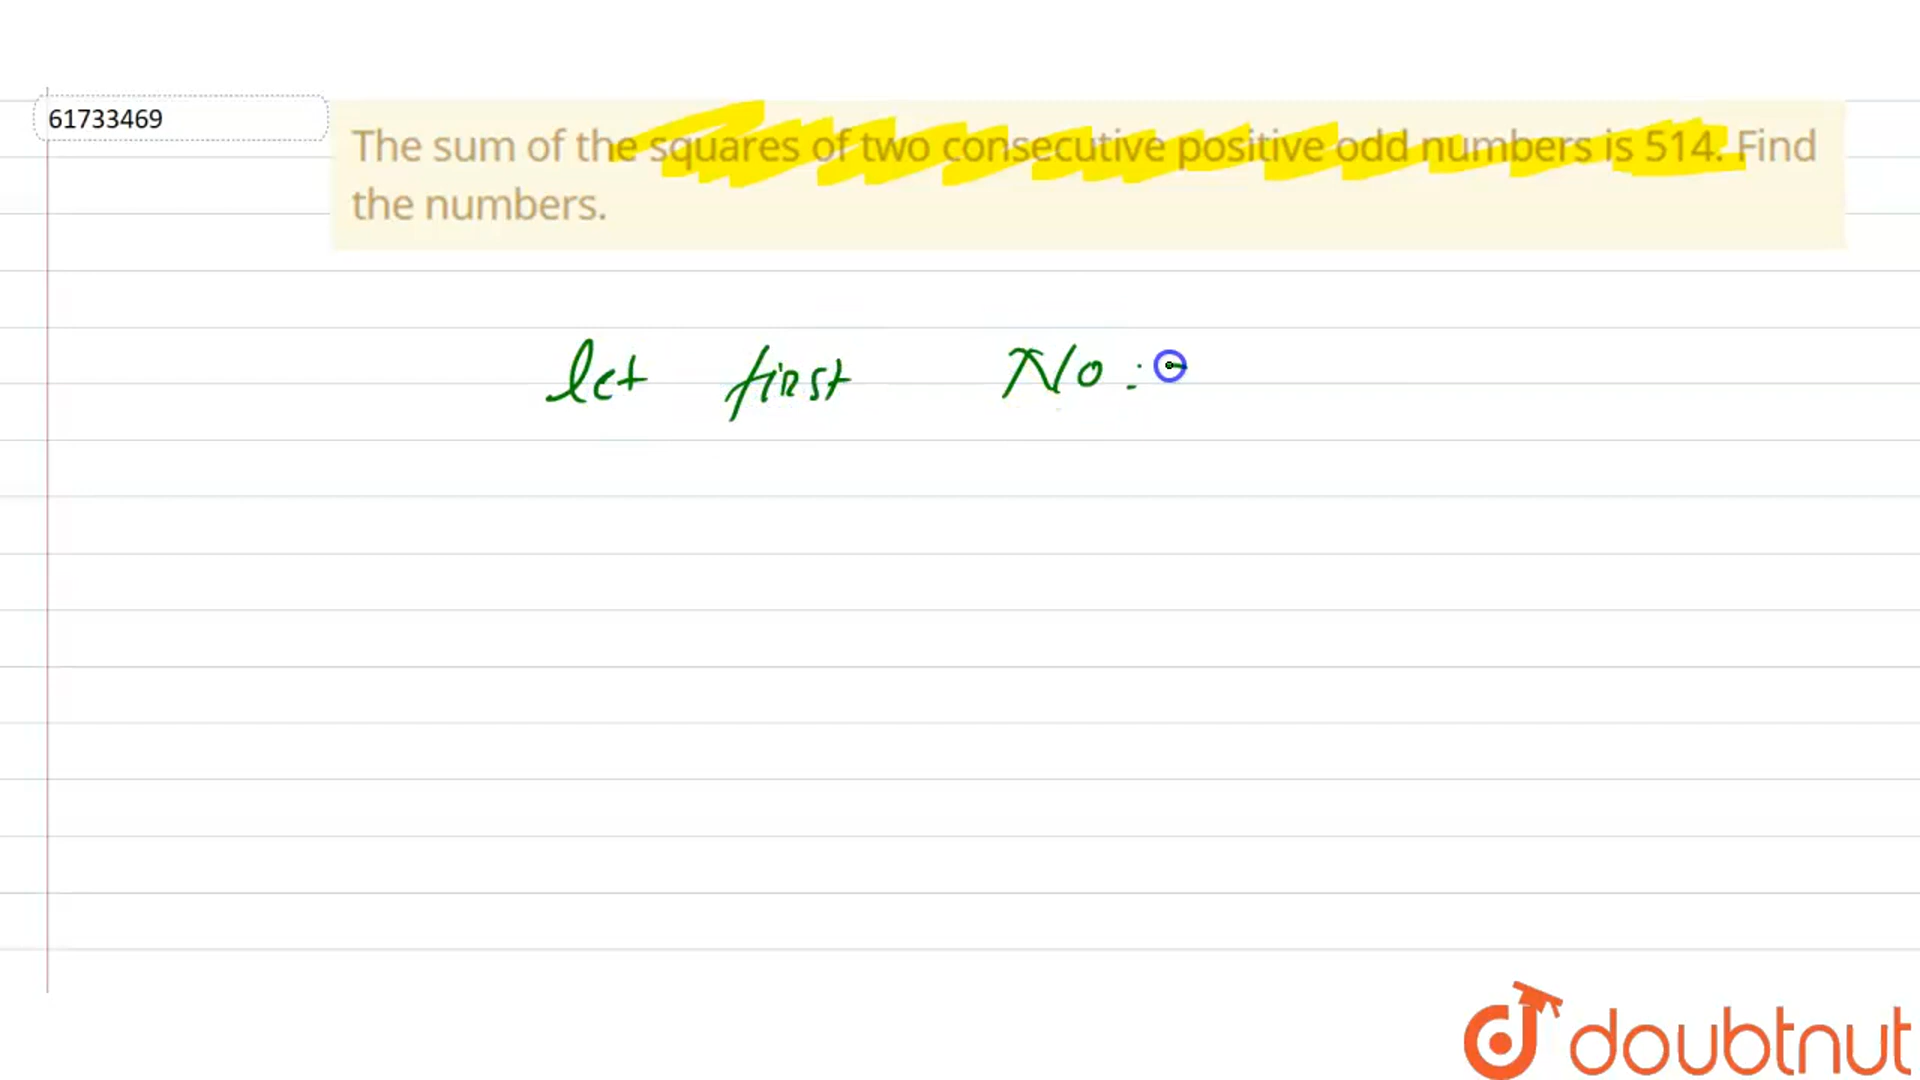 61733469
The sum of the squares of two consecutive positive odd numbers is 514. Find
the numbers.
let first No :-
doubtnut